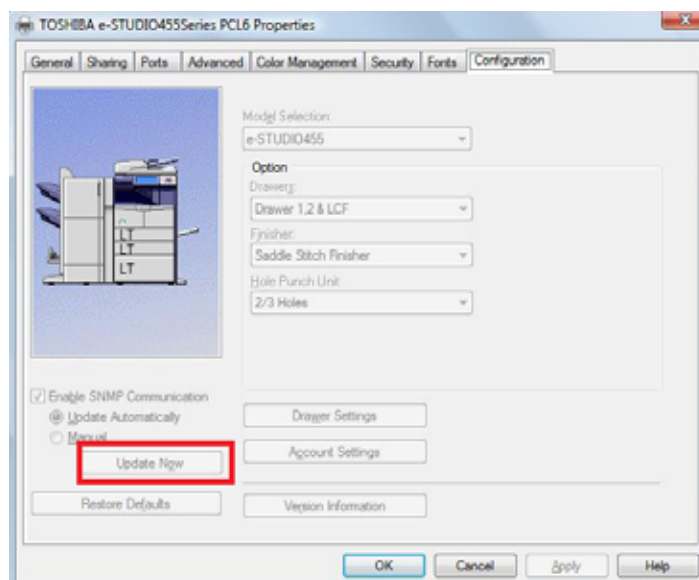 TOSHIBA e-STUDIO455Series PCL6 Properties
General Sharing Ports Advanced Color Management Security Fonts Configuration
Model Selection:
e-STUDIO455
Option
Drawers:
Drawer 1,2 & LCF
Finisher:
Saddle Stitch Finisher
Hole Punch Unit:
2/3 Holes
LT
LT
LT
Enable SNMP Communication
Update Automatically
Manual
Update Now
Restore Defaults
Drawer Settings
Account Settings
Version Information
OK Cancel Apply Help